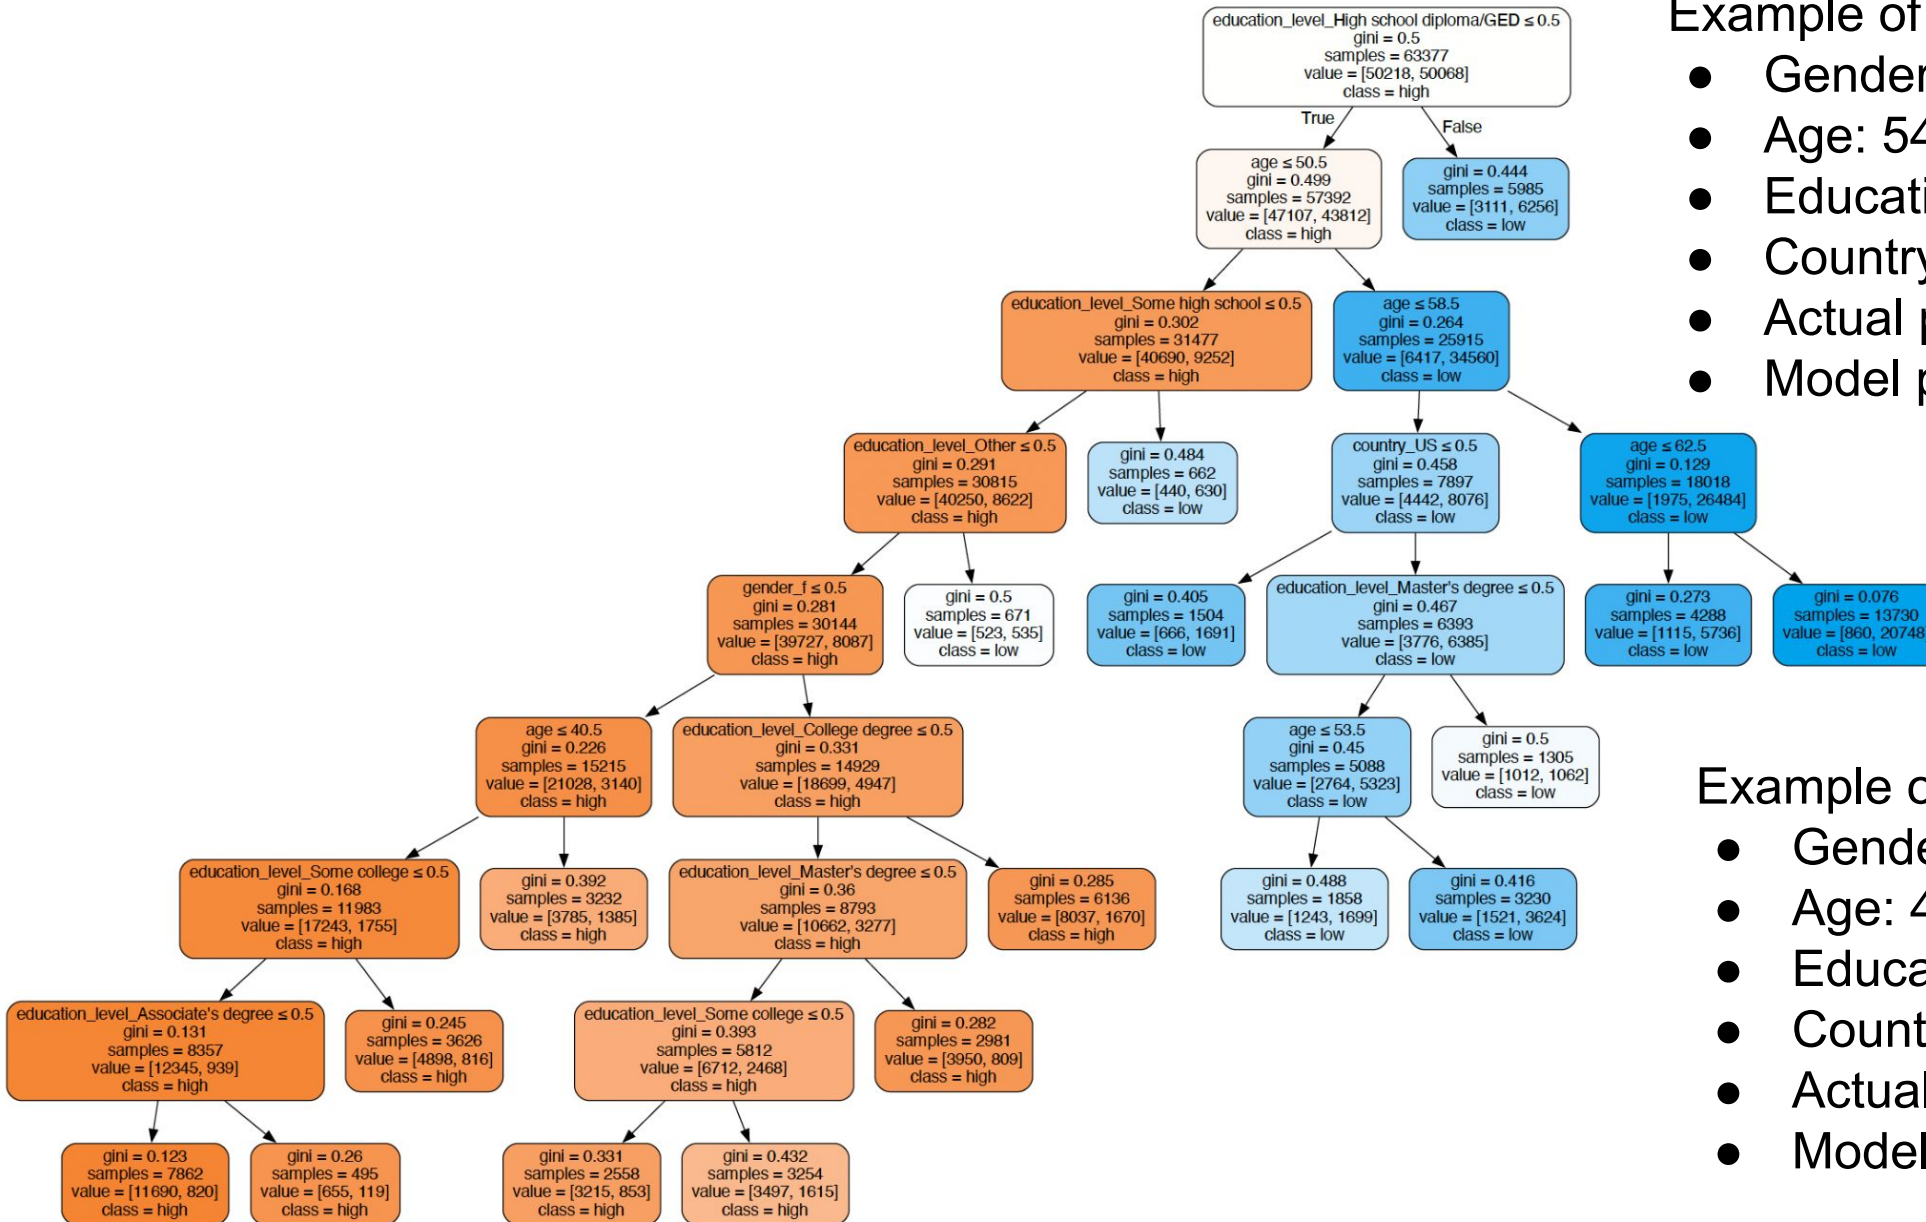 education_level_High school diploma/GED ≤ 0.5
gini = 0.5
samples = 63377
value = [50218, 50068]
class = high
True
False
age ≤ 50.5
gini = 0.499
samples = 57392
value = [47107, 43812]
class = high
gini = 0.444
samples = 5985
value = [3111, 6256]
class = low
education_level_Some high school ≤ 0.5
gini = 0.302
samples = 31477
value = [40690, 9252]
class = high
age ≤ 58.5
gini = 0.264
samples = 25915
value = [6417, 34560]
class = low
education_level_Other ≤ 0.5
gini = 0.291
samples = 30815
value = [40250, 8622]
class = high
gini = 0.484
samples = 662
value = [440, 630]
class = low
country_US ≤ 0.5
gini = 0.458
samples = 7897
value = [4442, 8076]
class = low
age ≤ 62.5
gini = 0.129
samples = 18018
value = [1975, 26484]
class = low
gender_f ≤ 0.5
gini = 0.281
samples = 30144
value = [39727, 8087]
class = high
gini = 0.5
samples = 671
value = [523, 535]
class = low
gini = 0.405
samples = 1504
value = [666, 1691]
class = low
education_level_Master's degree ≤ 0.5
gini = 0.467
samples = 6393
value = [3776, 6385]
class = low
gini = 0.273
samples = 4288
value = [1115, 5736]
class = low
gini = 0.076
samples = 13730
value = [860, 20748]
class = low
age ≤ 40.5
gini = 0.226
samples = 15215
value = [21028, 3140]
class = high
education_level_College degree ≤ 0.5
gini = 0.331
samples = 14929
value = [18699, 4947]
class = high
age ≤ 53.5
gini = 0.45
samples = 5088
value = [2764, 5323]
class = low
gini = 0.5
samples = 1305
value = [1012, 1062]
class = low
education_level_Some college ≤ 0.5
gini = 0.168
samples = 11983
value = [17243, 1755]
class = high
gini = 0.392
samples = 3232
value = [3785, 1385]
class = high
education_level_Master's degree ≤ 0.5
gini = 0.36
samples = 8793
value = [10662, 3277]
class = high
gini = 0.285
samples = 6136
value = [8037, 1670]
class = high
gini = 0.488
samples = 1858
value = [1243, 1699]
class = low
gini = 0.416
samples = 3230
value = [1521, 3624]
class = low
education_level_Associate's degree ≤ 0.5
gini = 0.131
samples = 8357
value = [12345, 939]
class = high
gini = 0.245
samples = 3626
value = [4898, 816]
class = high
education_level_Some college ≤ 0.5
gini = 0.393
samples = 5812
value = [6712, 2468]
class = high
gini = 0.282
samples = 2981
value = [3950, 809]
class = high
gini = 0.123
samples = 7862
value = [11690, 820]
class = high
gini = 0.26
samples = 495
value = [655, 119]
class = high
gini = 0.331
samples = 2558
value = [3215, 853]
class = high
gini = 0.432
samples = 3254
value = [3497, 1615]
class = high
Example of
● Gender
● Age: 54
● Educati
● Country
● Actual p
● Model p
Example o
● Gende
● Age: 4
● Educa
● Count
● Actual
● Model